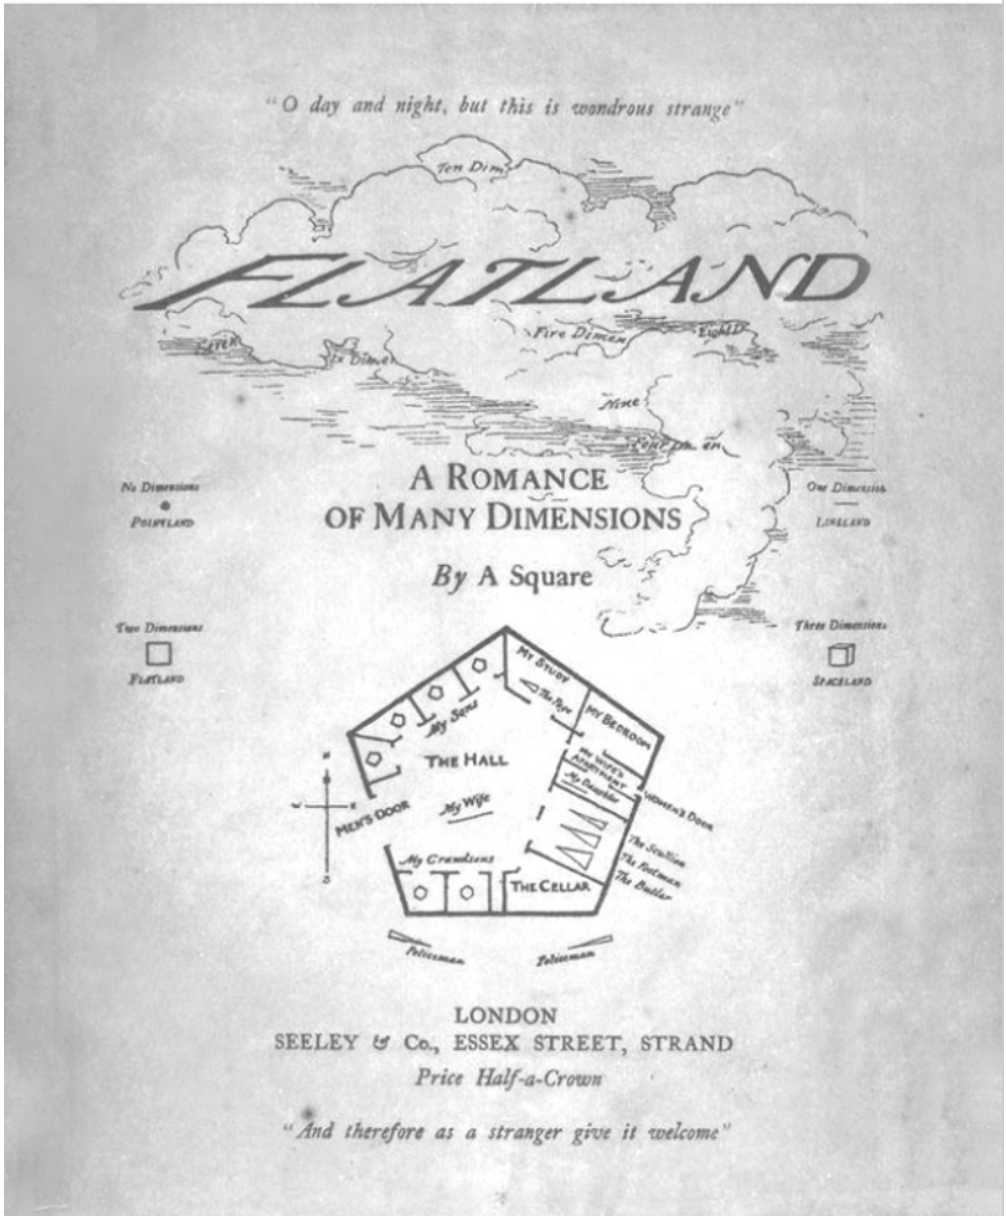 "O day and night, but this is wondrous strange"
Ten Dim
FLATLAND
Five Dimen
Eight D
Seven
Nine
A ROMANCE
OF MANY DIMENSIONS
No Dimensions
POINTLAND
One Dimension
LINELAND
By A Square
Two Dimensions
FLATLAND
Three Dimensions
SPACELAND
MY STUDY
The Page
MY BEDROOM
My Sons
THE HALL
MY WIFE'S
APARTMENT
My Daughter
WOMEN'S DOOR
My Wife
MEN'S DOOR
N
S
The Scullion
The Footman
The Butler
My Grandsons
THE CELLAR
Policeman
Policeman
LONDON
SEELEY & Co., ESSEX STREET, STRAND
Price Half-a-Crown
"And therefore as a stranger give it welcome"